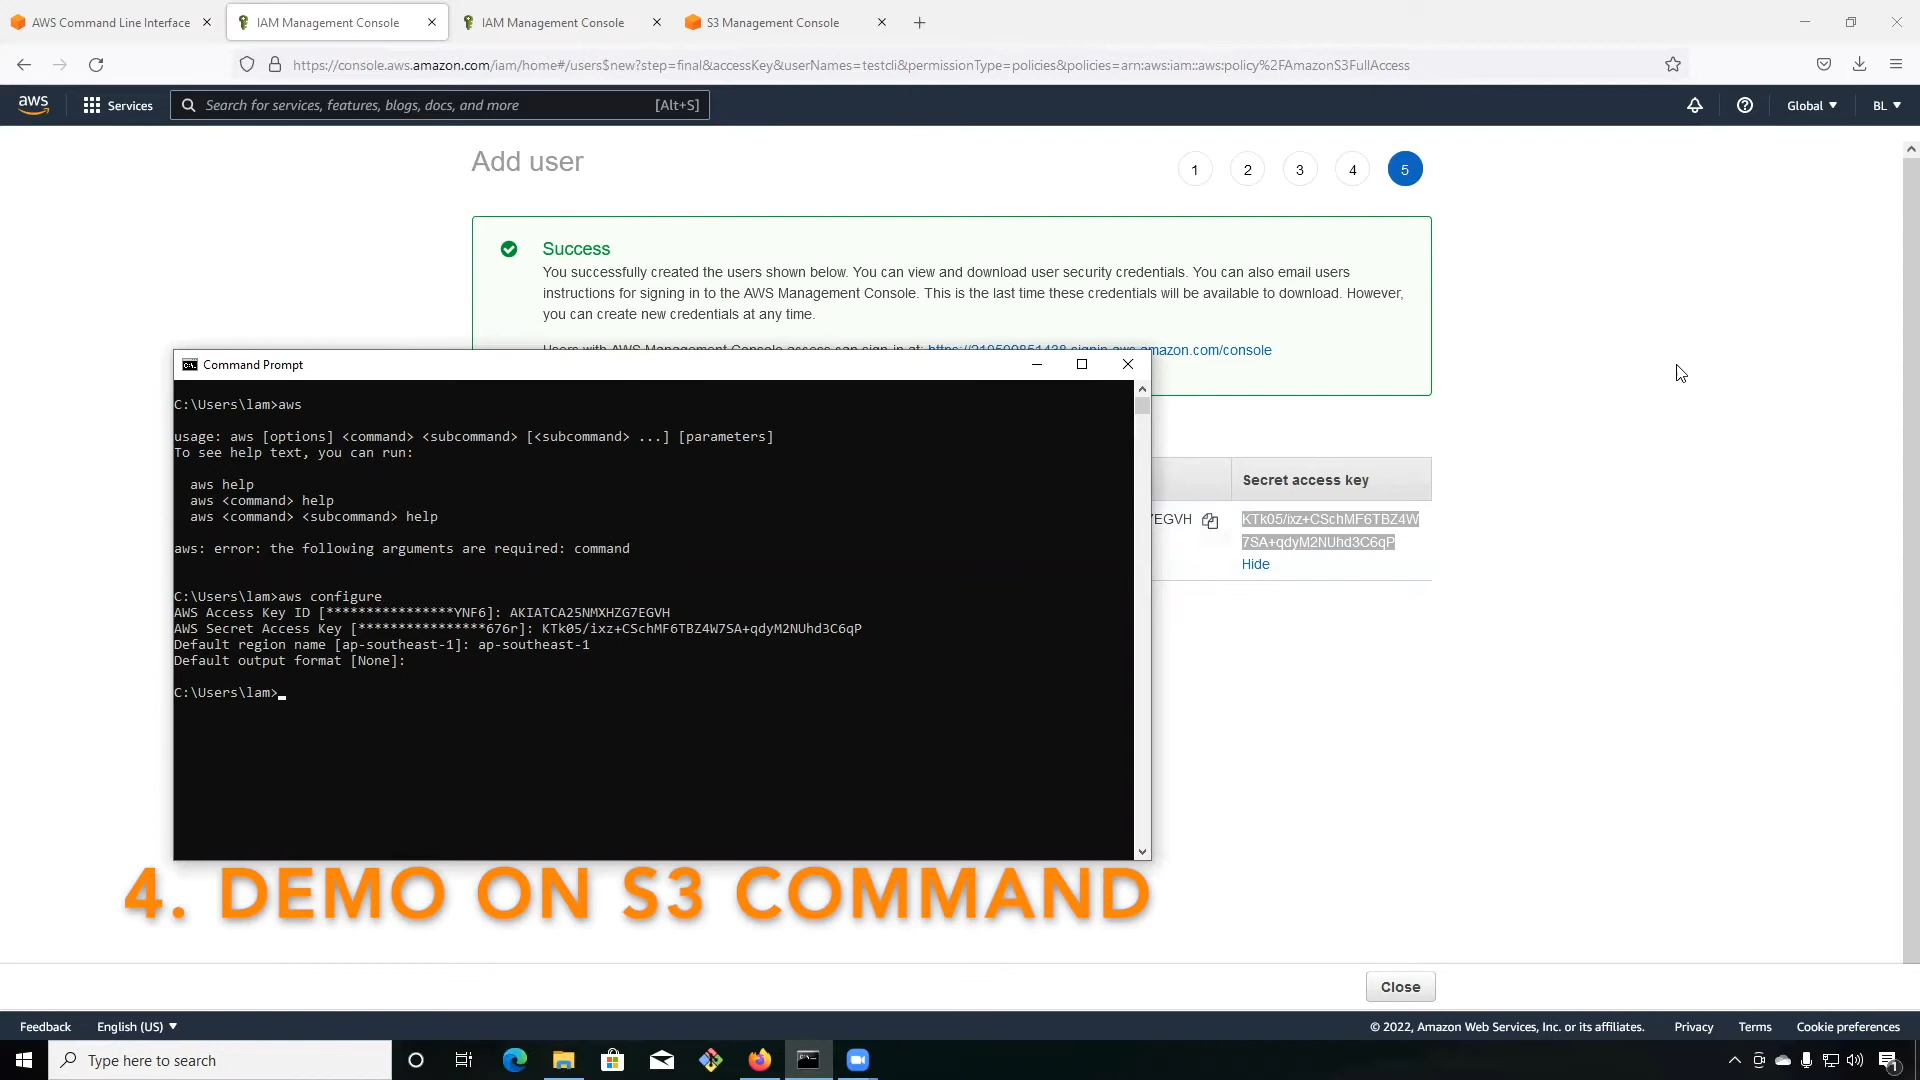 AWS Command Line Interface
IAM Management Console
IAM Management Console
S3 Management Console
https://console.aws.amazon.com/iam/home#/users$new?step=final&accessKey&userNames=testcli&permissionType=policies&policies=arn:aws:iam::aws:policy%2FAmazonS3FullAccess
aws
Services
Search for services, features, blogs, docs, and more
[Alt+S]
Global
BL
Add user
1
2
3
4
5
Success
You successfully created the users shown below. You can view and download user security credentials. You can also email users
instructions for signing in to the AWS Management Console. This is the last time these credentials will be available to download. However,
you can create new credentials at any time.
amazon.com/console
Secret access key
EGVH
KTk05/ixz+CSchMF6TBZ4W
7SA+qdyM2NUhd3C6qP
Hide
Command Prompt
C:\Users\lam>aws
usage: aws [options] <command> <subcommand> [<subcommand> ...] [parameters]
To see help text, you can run:
aws help
aws <command> help
aws <command> <subcommand> help
aws: error: the following arguments are required: command
C:\Users\lam>aws configure
AWS Access Key ID [****************YNF6]: AKIATCA25NMXHZG7EGVH
AWS Secret Access Key [****************676r]: 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
Default region name [ap-southeast-1]: ap-southeast-1
Default output format [None]:
C:\Users\lam>
4. DEMO ON S3 COMMAND
Close
Feedback
English (US)
© 2022, Amazon Web Services, Inc. or its affiliates.
Privacy
Terms
Cookie preferences
Type here to search
1